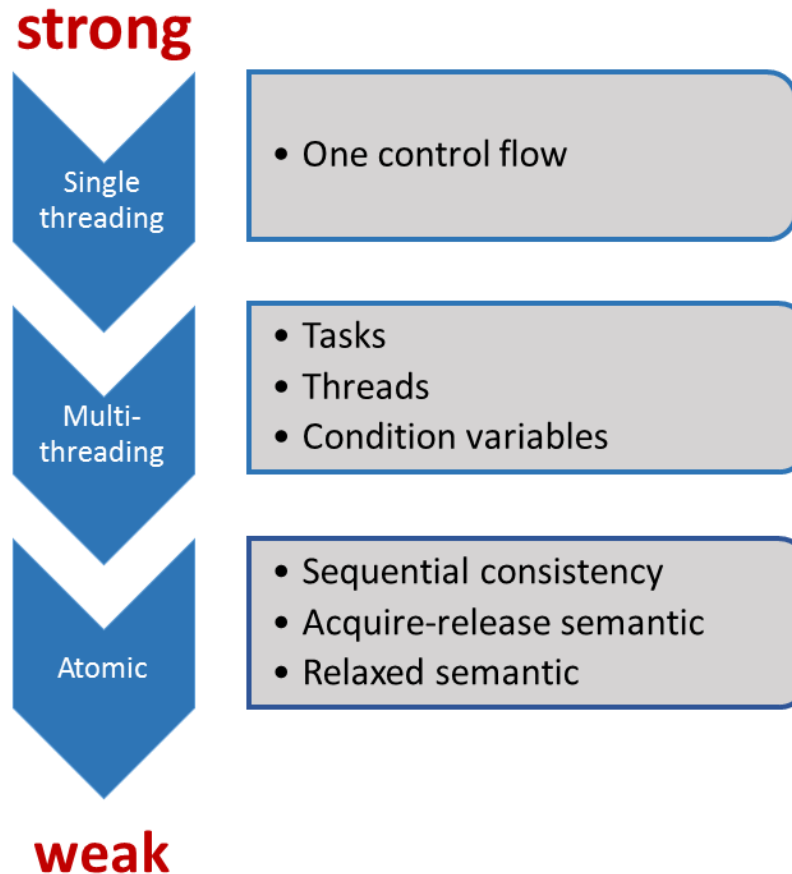 strong
Single
threading
• One control flow
Multi-
threading
• Tasks
• Threads
• Condition variables
Atomic
• Sequential consistency
• Acquire-release semantic
• Relaxed semantic
weak